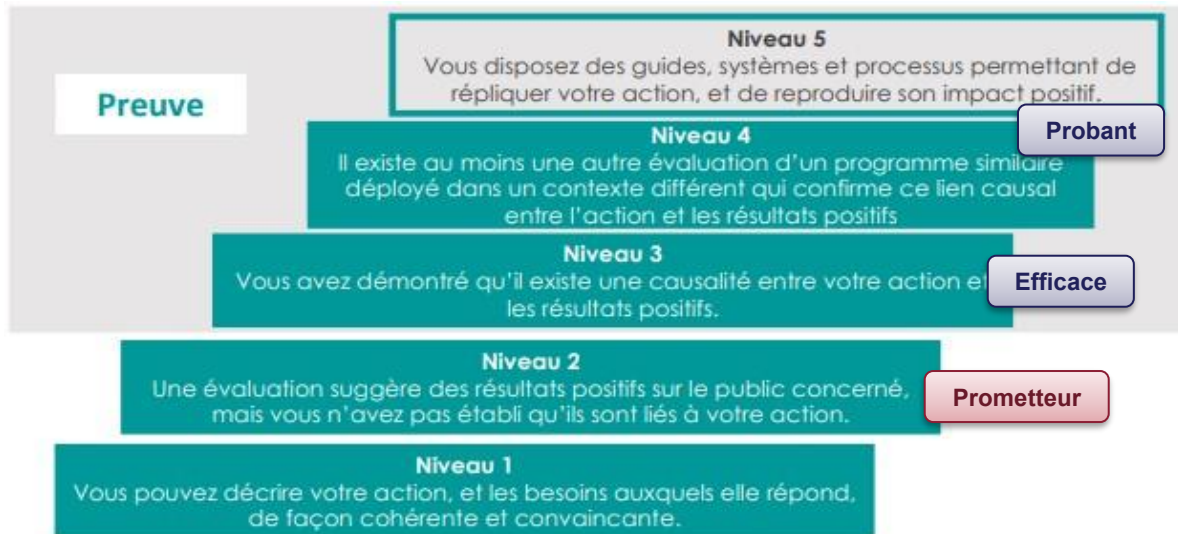 Niveau 5
Vous disposez des guides, systèmes et processus permettant de
répliquer votre action, et de reproduire son impact positif.
Preuve
Probant
Niveau 4
Il existe au moins une autre évaluation d'un programme similaire
déployé dans un contexte différent qui confirme ce lien causal
entre l'action et les résultats positifs
Niveau 3
Vous avez démontré qu'il existe une causalité entre votre action et
les résultats positifs.
Efficace
Niveau 2
Une évaluation suggère des résultats positifs sur le public concerné,
mais vous n'avez pas établi qu'ils sont liés à votre action.
Prometteur
Niveau 1
Vous pouvez décrire votre action, et les besoins auxquels elle répond,
de façon cohérente et convaincante.